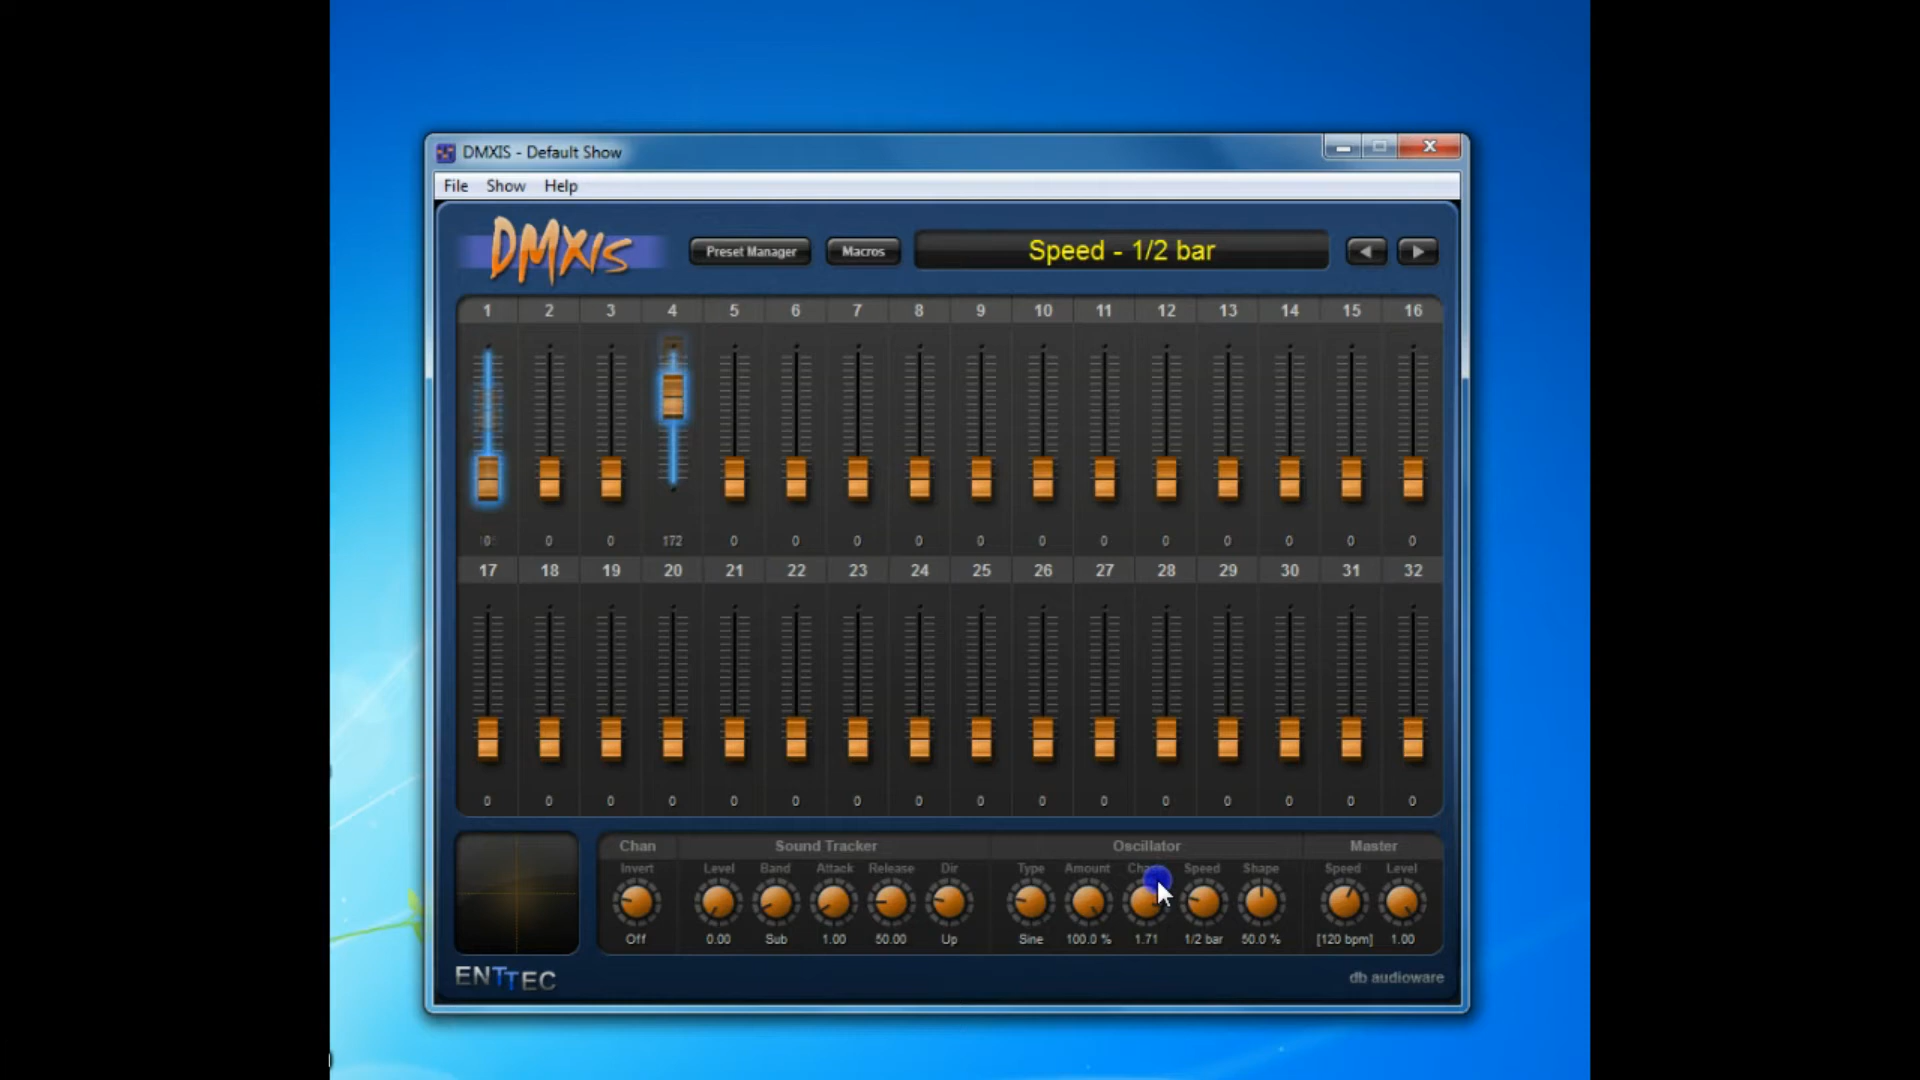 DMXIS - Default Show
File Show Help
DMXIS Preset Manager Macros Speed - 1/2 bar
1 2 3 4 5 6 7 8 9 10 11 12 13 14 15 16
0 0 172 0 0 0 0 0 0 0 0 0 0 0 0
17 18 19 20 21 22 23 24 25 26 27 28 29 30 31 32
0 0 0 0 0 0 0 0 0 0 0 0 0 0 0 0
Chan Sound Tracker Oscillator Master
Invert Level Band Attack Release Dir Type Amount Speed Shape Speed Level
Off 0.00 Sub 1.00 50.00 Up Sine 100.0 % 1.71 1/2 bar 50.0 % [120 bpm] 1.00
ENTTEC db audioware